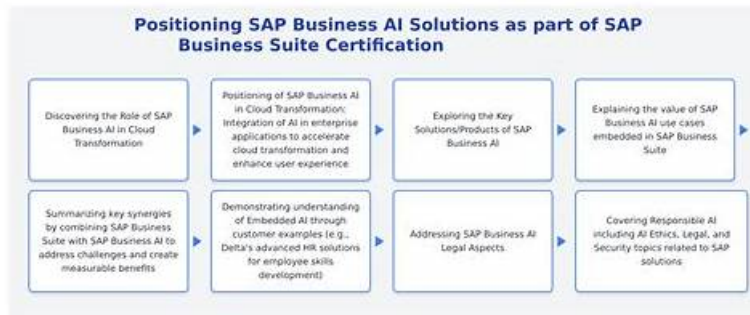 Positioning SAP Business AI Solutions as part of SAP
Business Suite Certification
Discovering the Role of SAP
Business AI in Cloud
Transformation
Positioning of SAP Business AI
in Cloud Transformation:
Integration of AI in enterprise
applications to accelerate
cloud transformation and
enhance user experience
Exploring the Key
Solutions/Products of SAP
Business AI
Explaining the value of SAP
Business AI use cases
embedded in SAP Business
Suite
Summarizing key synergies
by combining SAP Business
Suite with SAP Business AI to
address challenges and create
measurable benefits
Demonstrating understanding
of Embedded AI through
customer examples (e.g.,
Delta's advanced HR solutions
for employee skills
development)
Addressing SAP Business AI
Legal Aspects
Covering Responsible AI
including AI Ethics, Legal, and
Security topics related to SAP
solutions